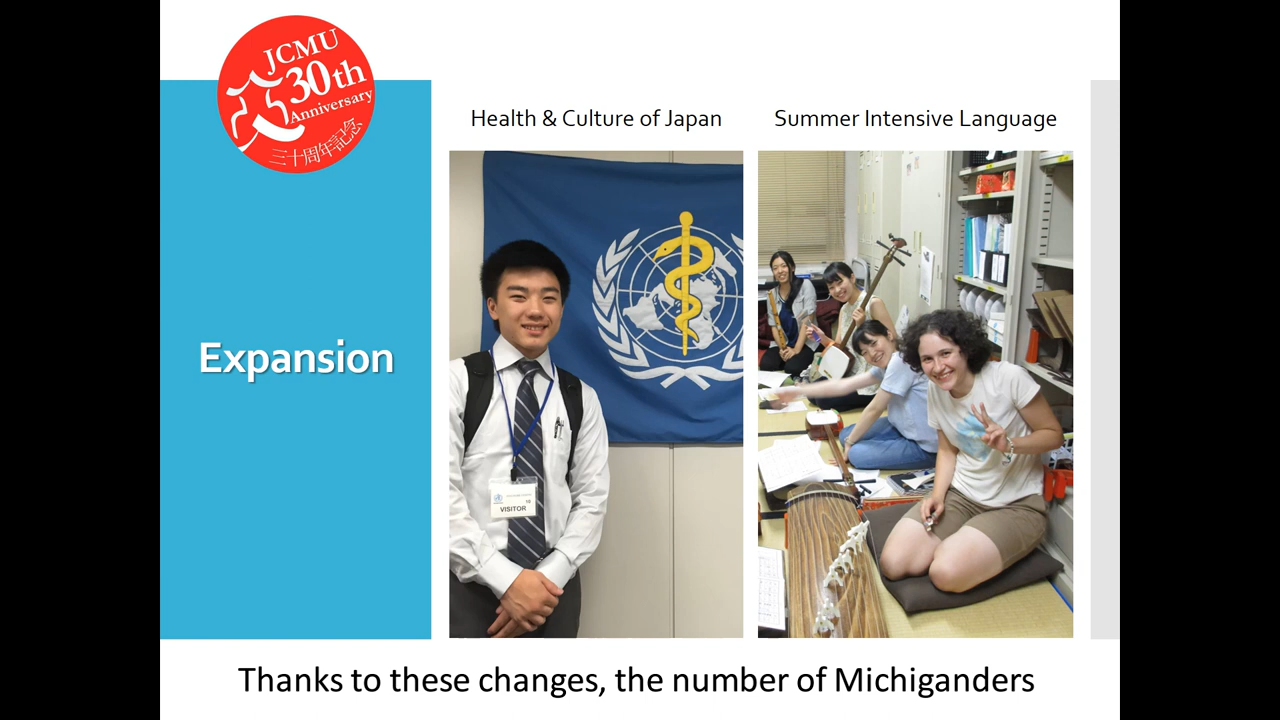 JCMU
30th
Anniversary
三十周年記念
Health & Culture of Japan
Summer Intensive Language
Expansion
VISITOR
Thanks to these changes, the number of Michiganders